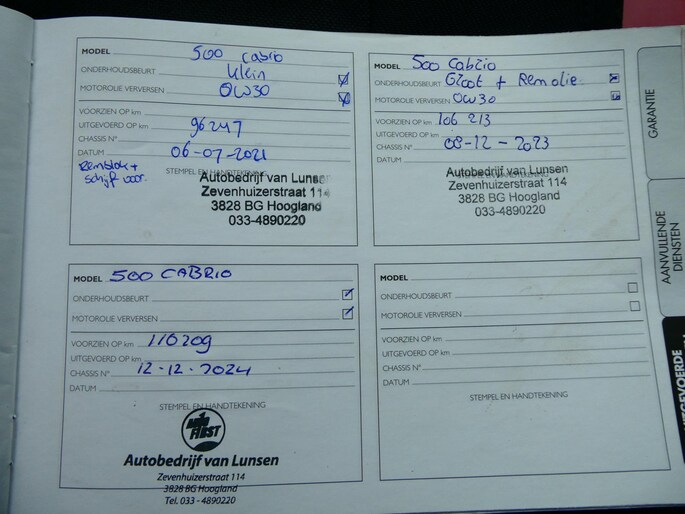 MODEL 500 cabrio
ONDERHOUDSBEURT Klein
MOTOROLIE VERVERSEN 0W30
VOORZIEN OP km
UITGEVOERD OP km 96247
CHASSIS N°
DATUM 06-07-2021
Remblok +
schijf voor.
STEMPEL EN HANDTEKENING
Autobedrijf van Lunsen
Zevenhuizerstraat 114
3828 BG Hoogland
033-4890220
MODEL 500 Cabrio
ONDERHOUDSBEURT Groot + Remolie
MOTOROLIE VERVERSEN 0W30
VOORZIEN OP km 106 213
UITGEVOERD OP km
CHASSIS N° 08-12-2023
DATUM
Autobedrijf van Lunsen
Zevenhuizerstraat 114
3828 BG Hoogland
033-4890220
MODEL 500 CABRIO
ONDERHOUDSBEURT
MOTOROLIE VERVERSEN
VOORZIEN OP km 116209
UITGEVOERD OP km
CHASSIS N° 12-12-2024
DATUM
STEMPEL EN HANDTEKENING
FIRST
Autobedrijf van Lunsen
Zevenhuizerstraat 114
3828 BG Hoogland
Tel. 033 - 4890220
MODEL
ONDERHOUDSBEURT
MOTOROLIE VERVERSEN
VOORZIEN OP km
UITGEVOERD OP km
CHASSIS N°
DATUM
STEMPEL EN HANDTEKENING
GARANTIE
AANVULLENDE
DIENSTEN
UITGEVOERDE